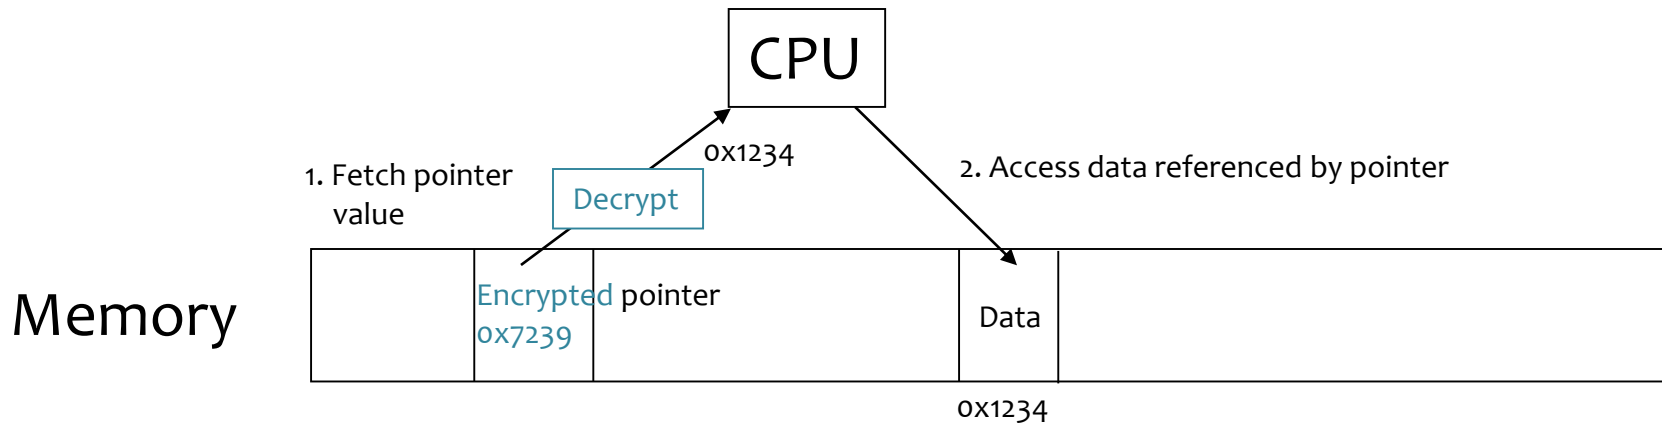 CPU
0x1234
1. Fetch pointer
value
2. Access data referenced by pointer
Decrypt
Memory
Encrypted pointer
0x7239
Data
0x1234